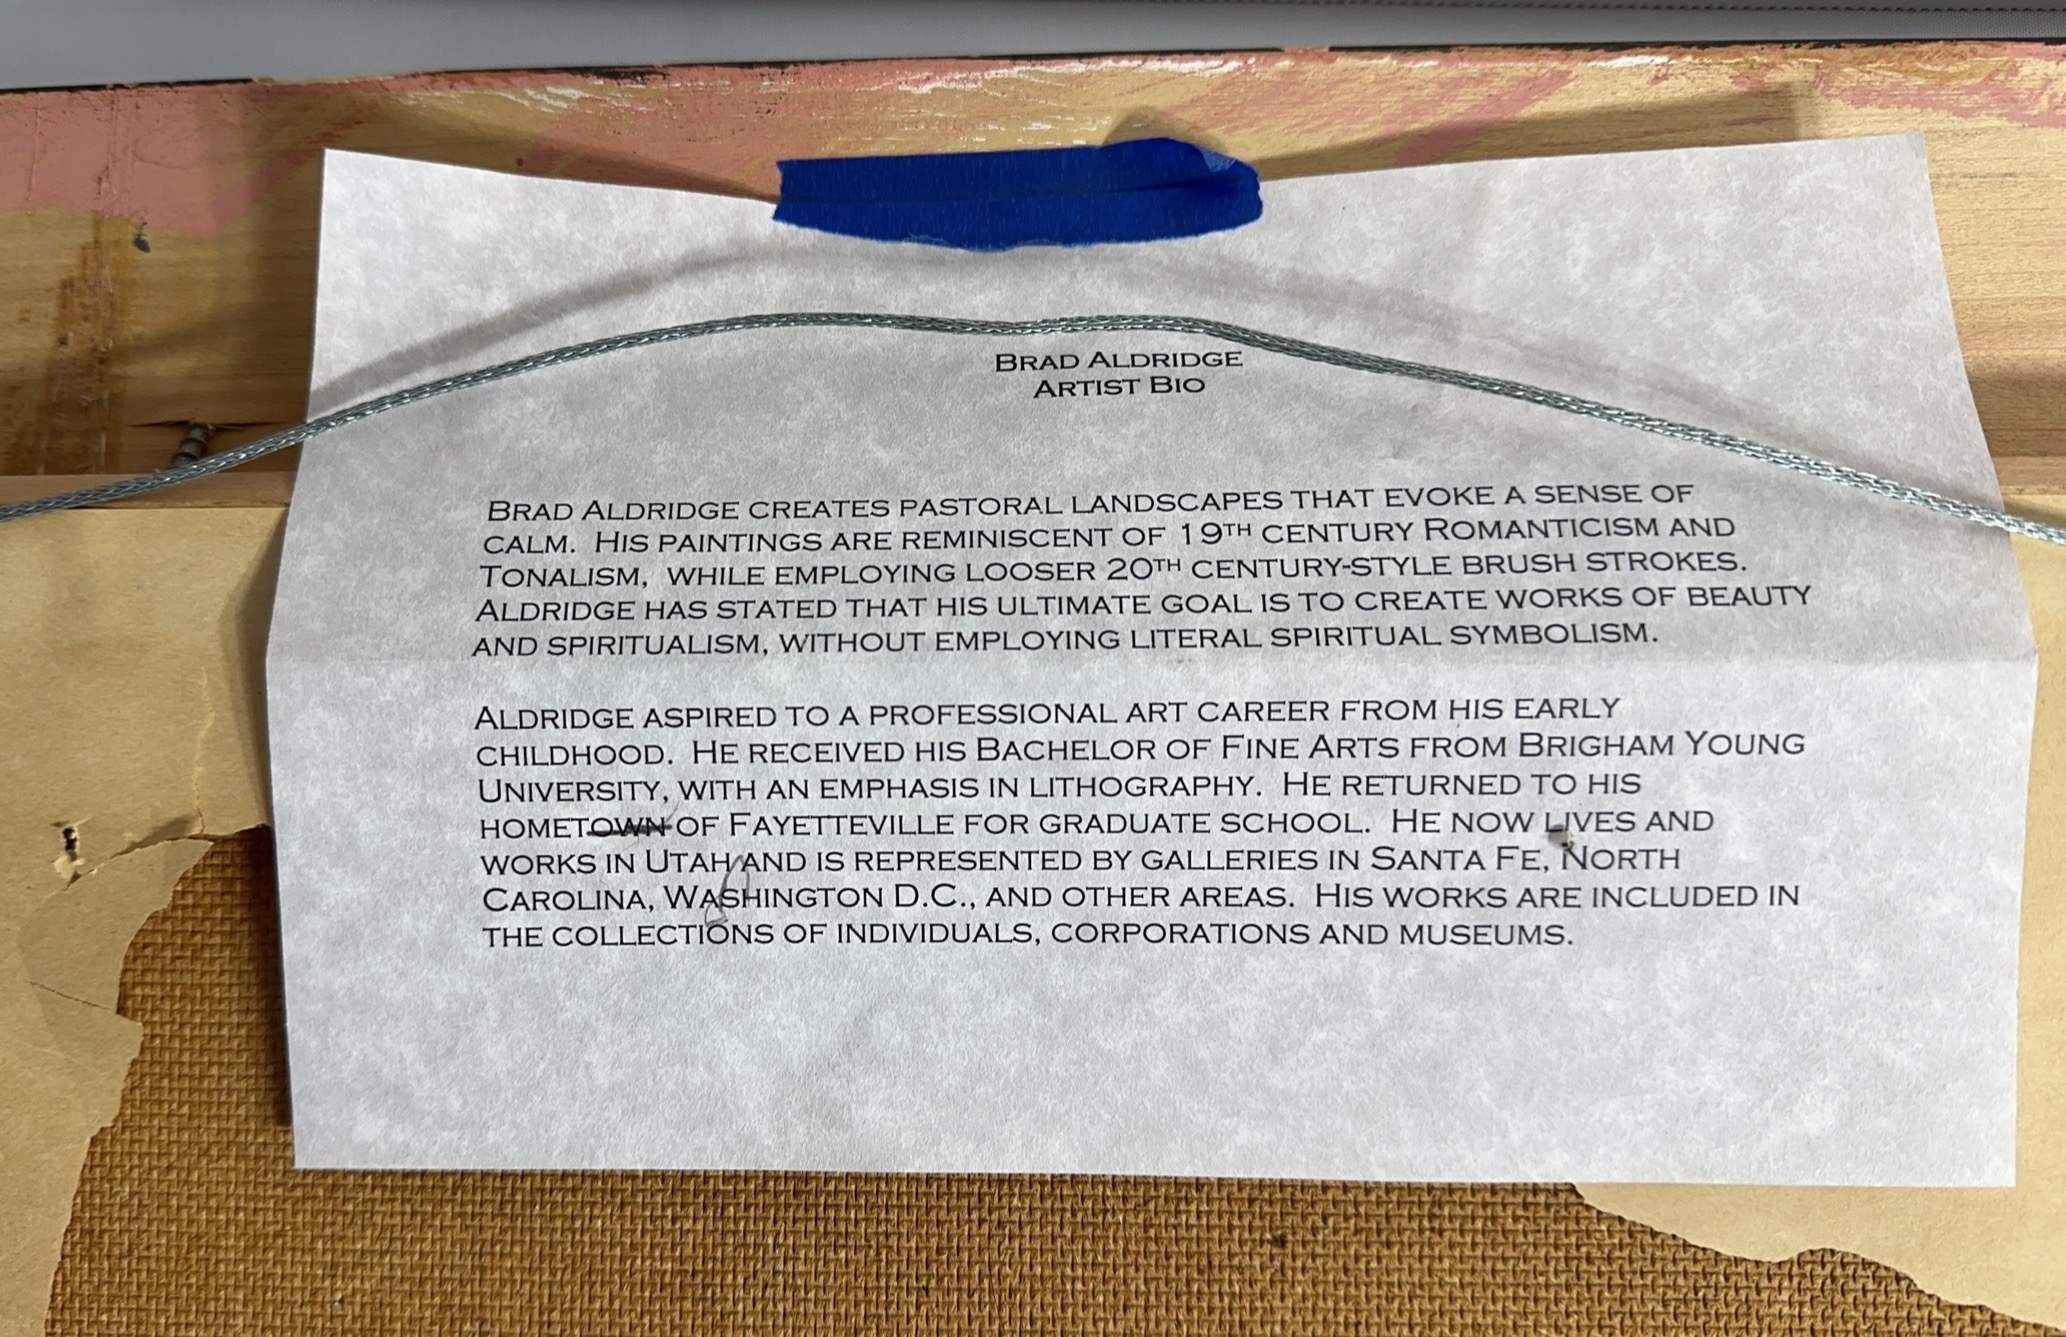 BRAD ALDRIDGE
ARTIST BIO
BRAD ALDRIDGE CREATES PASTORAL LANDSCAPES THAT EVOKE A SENSE OF
CALM. HIS PAINTINGS ARE REMINISCENT OF 19TH CENTURY ROMANTICISM AND
TONALISM, WHILE EMPLOYING LOOSER 20TH CENTURY-STYLE BRUSH STROKES.
ALDRIDGE HAS STATED THAT HIS ULTIMATE GOAL IS TO CREATE WORKS OF BEAUTY
AND SPIRITUALISM, WITHOUT EMPLOYING LITERAL SPIRITUAL SYMBOLISM.
ALDRIDGE ASPIRED TO A PROFESSIONAL ART CAREER FROM HIS EARLY
CHILDHOOD. HE RECEIVED HIS BACHELOR OF FINE ARTS FROM BRIGHAM YOUNG
UNIVERSITY, WITH AN EMPHASIS IN LITHOGRAPHY. HE RETURNED TO HIS
HOMETOWN OF FAYETTEVILLE FOR GRADUATE SCHOOL. HE NOW LIVES AND
WORKS IN UTAH AND IS REPRESENTED BY GALLERIES IN SANTA FE, NORTH
CAROLINA, WASHINGTON D.C., AND OTHER AREAS. HIS WORKS ARE INCLUDED IN
THE COLLECTIONS OF INDIVIDUALS, CORPORATIONS AND MUSEUMS.